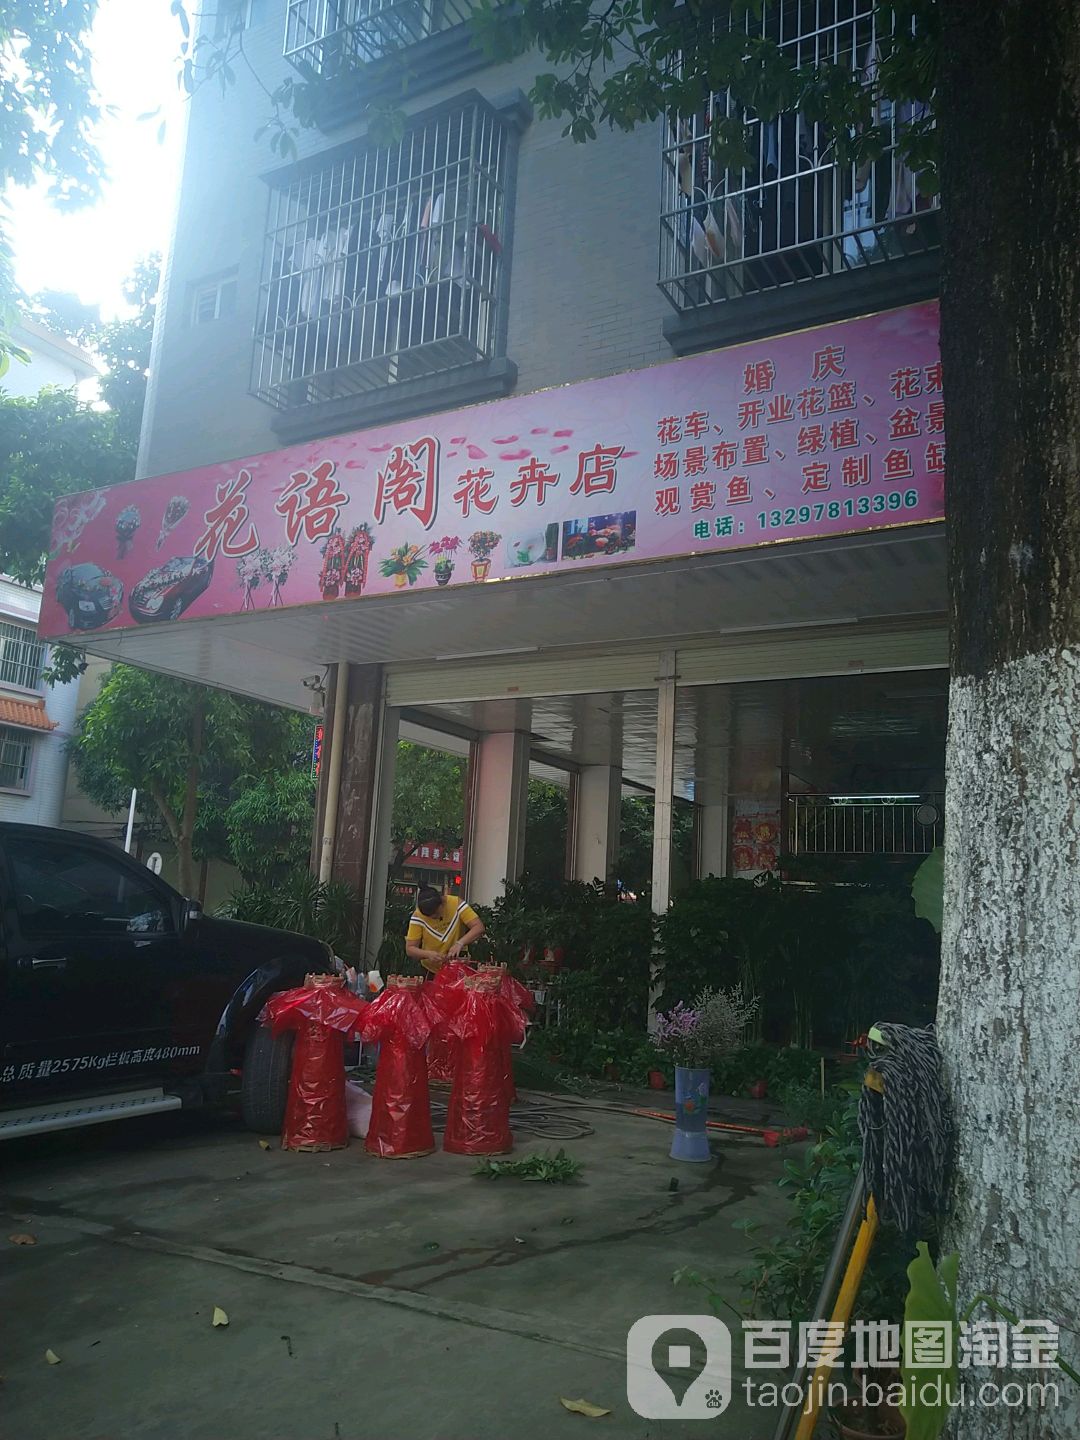 花语阁花卉店
婚庆
花车、开业花篮、花束
场景布置、绿植、盆景
观赏鱼、定制鱼缸
电话：13297813396
总质量2575Kg栏板高度480mm
百度地图淘金
taojin.baidu.com